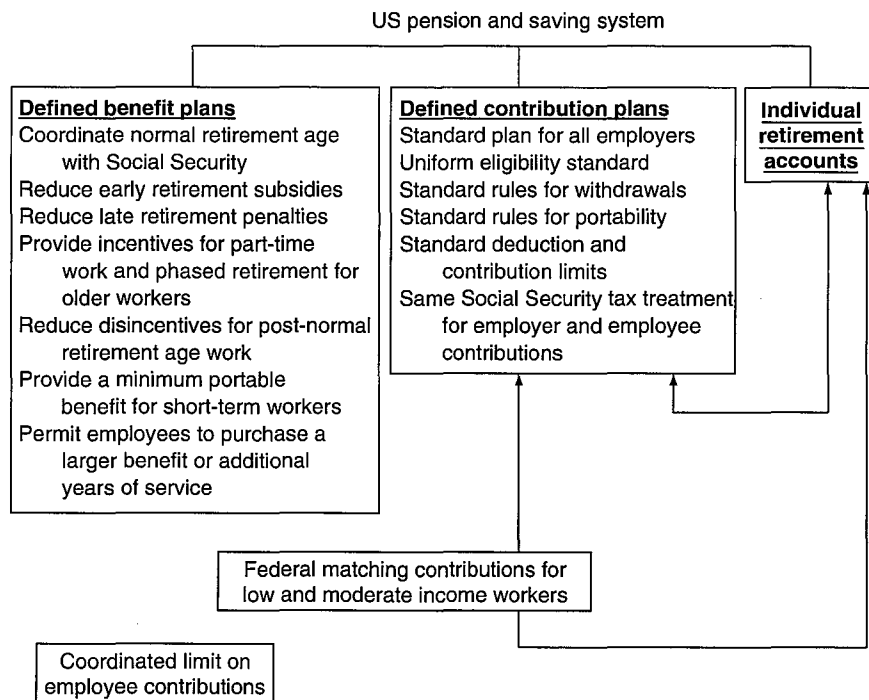 US pension and saving system
Defined benefit plans
Coordinate normal retirement age
with Social Security
Reduce early retirement subsidies
Reduce late retirement penalties
Provide incentives for part-time
work and phased retirement for
older workers
Reduce disincentives for post-normal
retirement age work
Provide a minimum portable
benefit for short-term workers
Permit employees to purchase a
larger benefit or additional
years of service
Defined contribution plans
Standard plan for all employers
Uniform eligibility standard
Standard rules for withdrawals
Standard rules for portability
Standard deduction and
contribution limits
Same Social Security tax treatment
for employer and employee
contributions
Individual
retirement
accounts
Federal matching contributions for
low and moderate income workers
Coordinated limit on
employee contributions